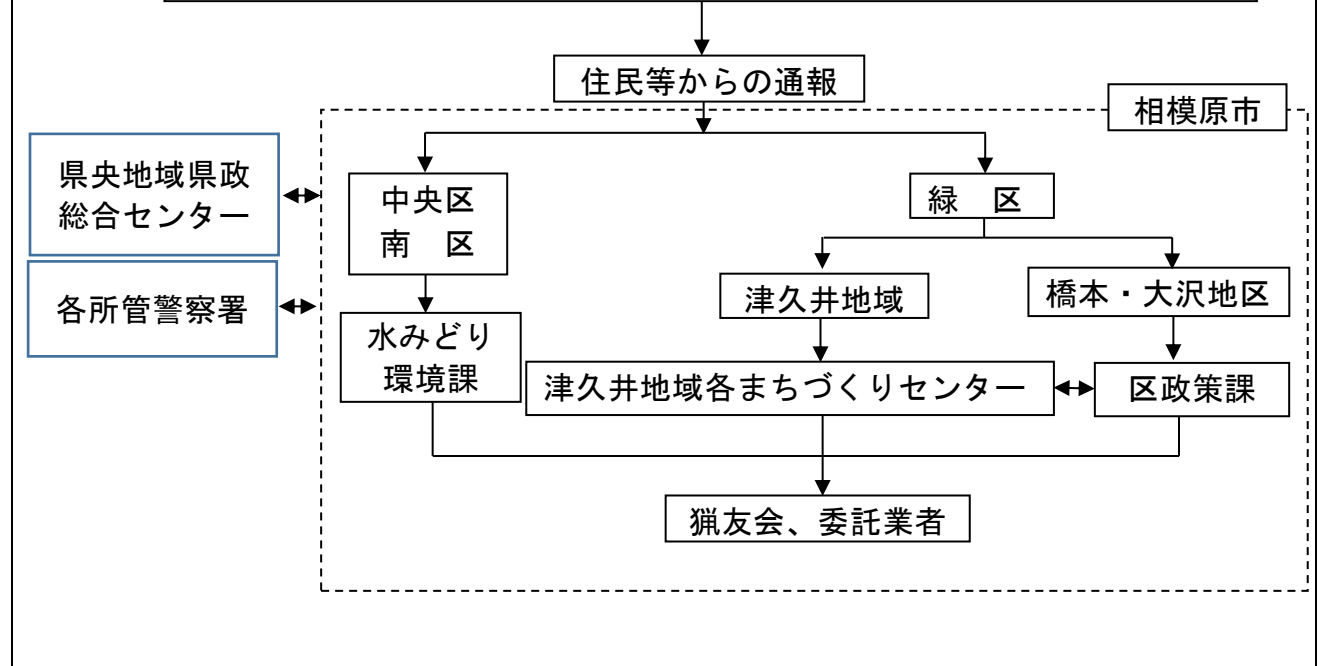 住民等からの通報
相模原市
県央地域県政
総合センター
各所管警察署
中央区
南　区
緑　区
津久井地域
橋本・大沢地区
水みどり
環境課
津久井地域各まちづくりセンター
区政策課
猟友会、委託業者